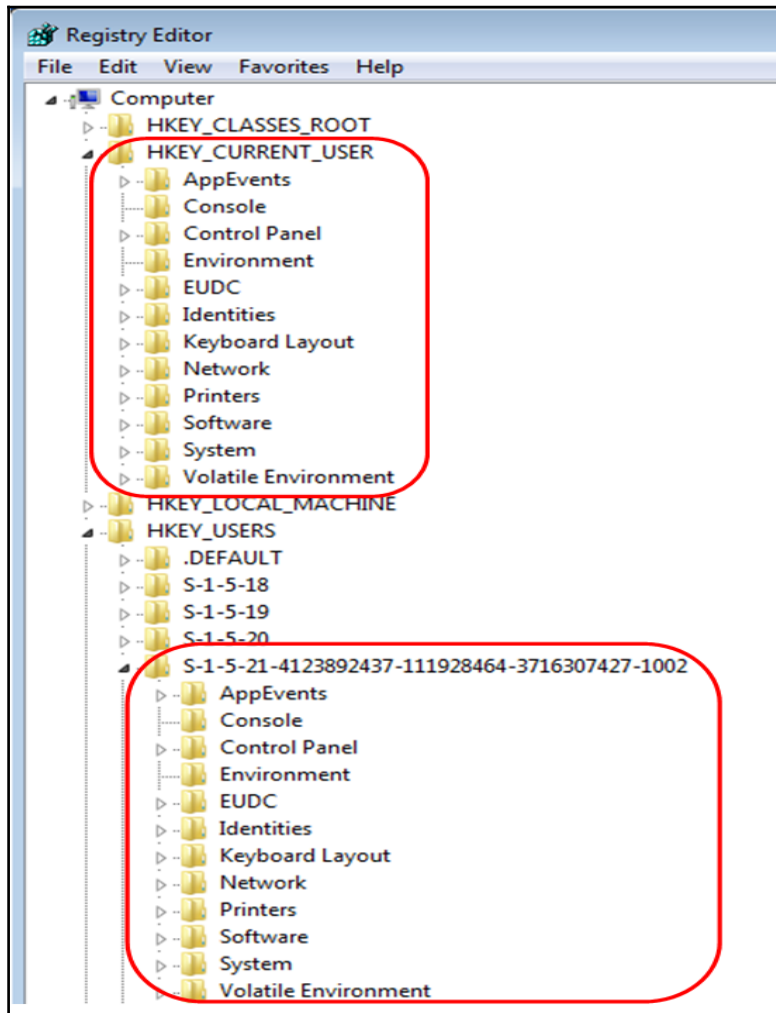 Registry Editor
File Edit View Favorites Help
Computer
HKEY_CLASSES_ROOT
HKEY_CURRENT_USER
AppEvents
Console
Control Panel
Environment
EUDC
Identities
Keyboard Layout
Network
Printers
Software
System
Volatile Environment
HKEY_LOCAL_MACHINE
HKEY_USERS
.DEFAULT
S-1-5-18
S-1-5-19
S-1-5-20
S-1-5-21-4123892437-111928464-3716307427-1002
AppEvents
Console
Control Panel
Environment
EUDC
Identities
Keyboard Layout
Network
Printers
Software
System
Volatile Environment